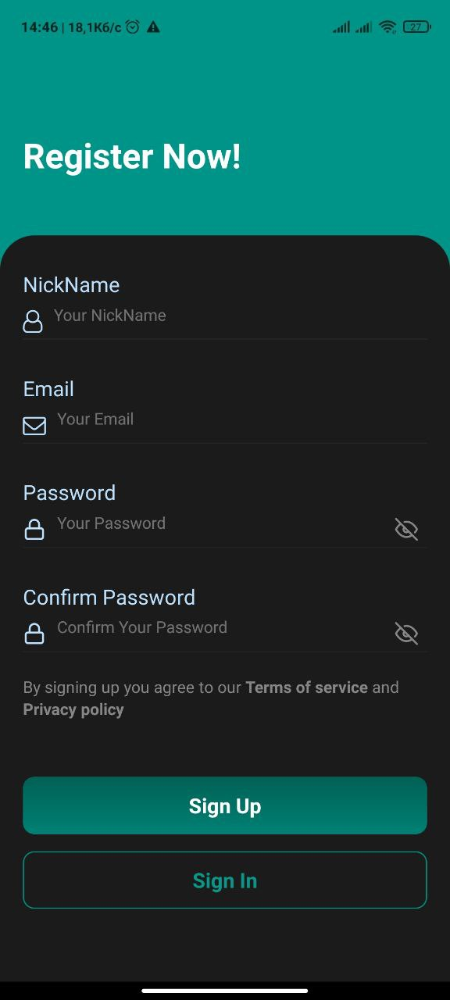 14:46 | 18,1Кб/с
27
Register Now!
NickName
Your NickName
Email
Your Email
Password
Your Password
Confirm Password
Confirm Your Password
By signing up you agree to our Terms of service and
Privacy policy
Sign Up
Sign In